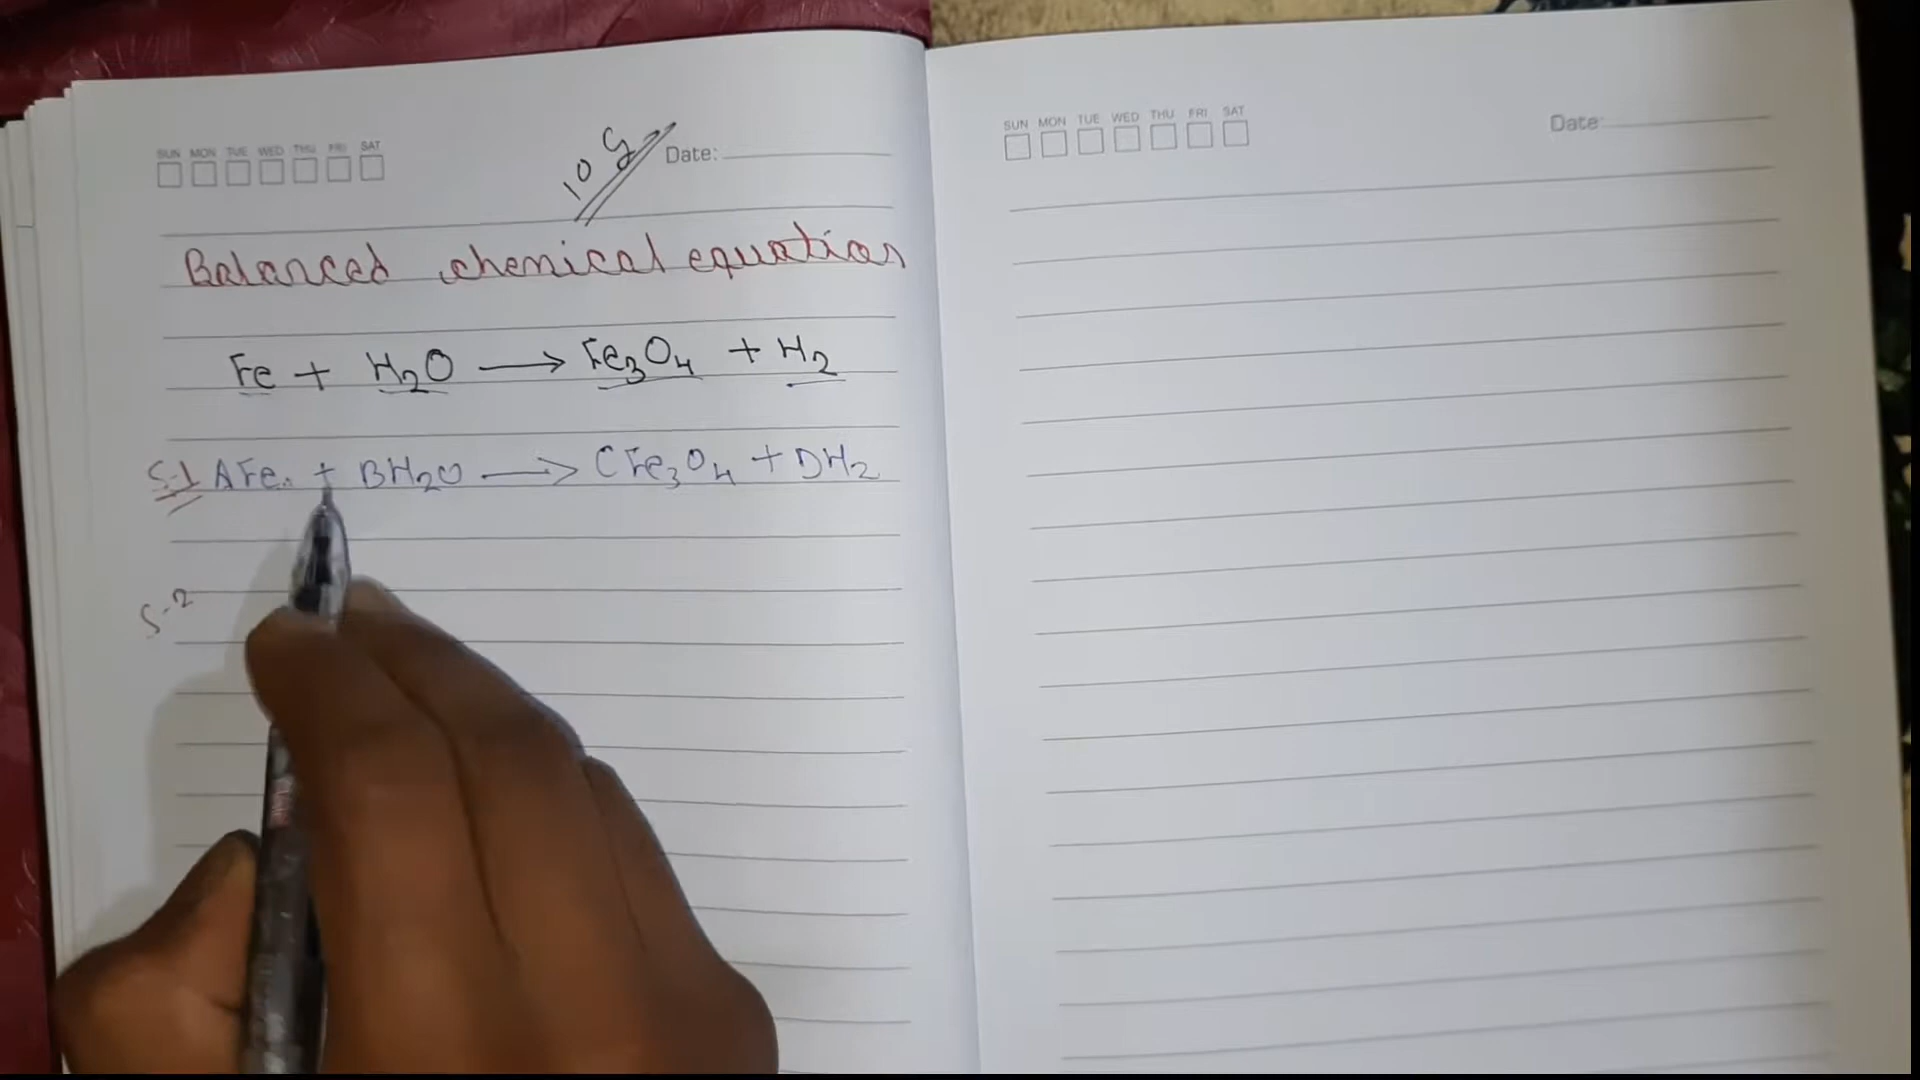 SUN MON TUE WED THU FRI SAT
10 G
Date:
Balanced chemical equation
Fe + H₂O ⟶ Fe₃O₄ + H₂
S-1 AFe + BH₂O ⟶ CFe₃O₄ + DH₂
S-2
SUN MON TUE WED THU FRI SAT
Date: